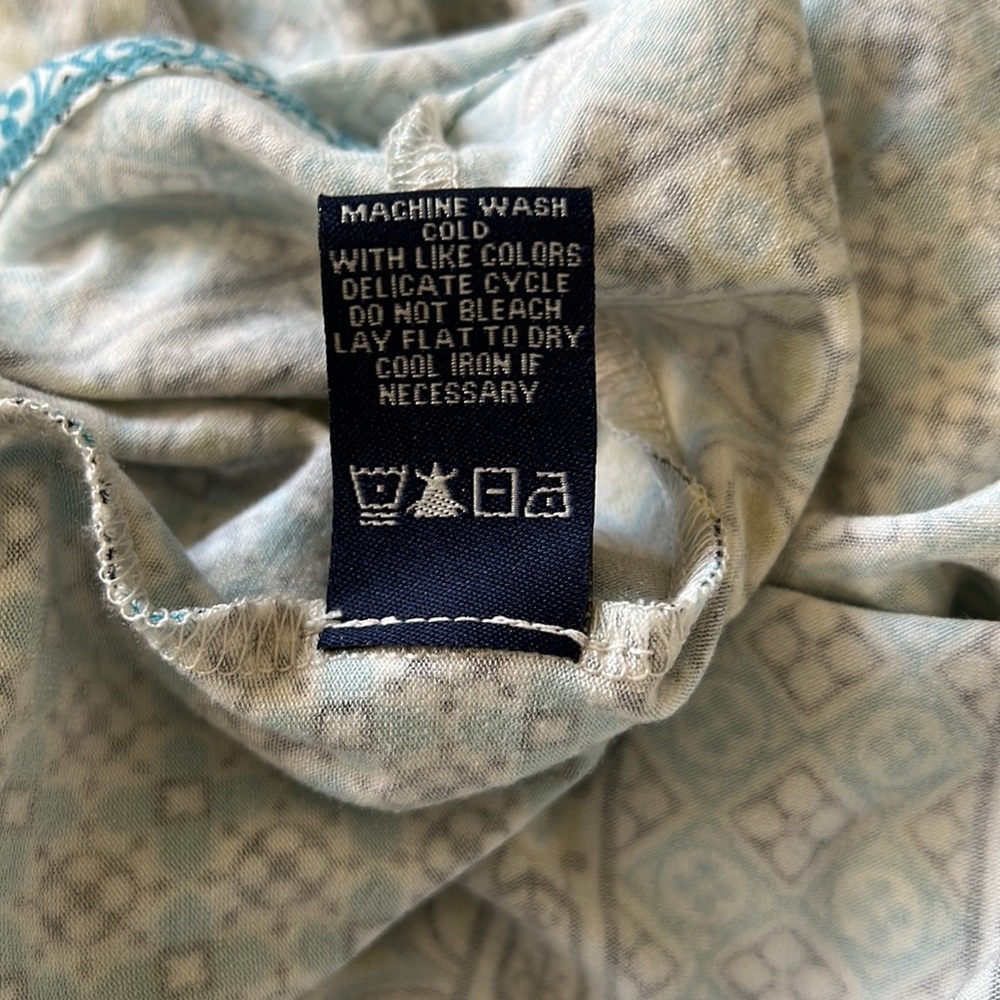 MACHINE WASH
COLD
WITH LIKE COLORS
DELICATE CYCLE
DO NOT BLEACH
LAY FLAT TO DRY
COOL IRON IF
NECESSARY